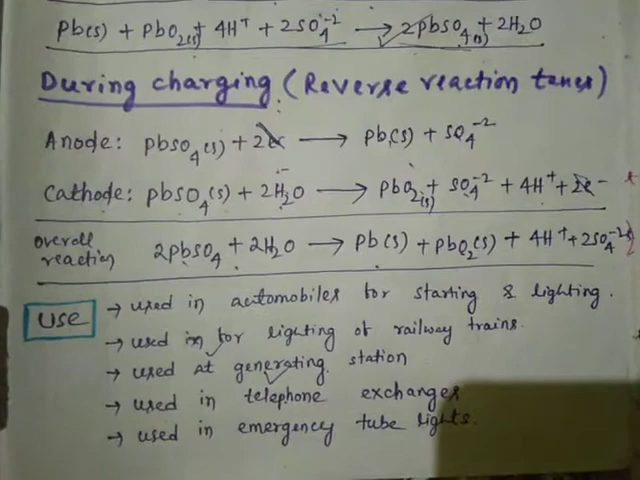 Pb(s) + PbO2(s) + 4H+ + 2SO4-2 → 2PbSO4(s) + 2H2O
During charging (Reverse reaction takes)
Anode: PbSO4(s) + 2e → Pb(s) + SO4-2
Cathode: PbSO4(s) + 2H2O → PbO2(s) + SO4-2 + 4H+ + 2e-
overall reaction 2PbSO4 + 2H2O → Pb(s) + PbO2(s) + 4H+ + 2SO4-2
Use → used in automobiles for starting & lighting.
→ used in for lighting of railway trains.
→ used at generating station
→ used in telephone exchanges
→ used in emergency tube lights.